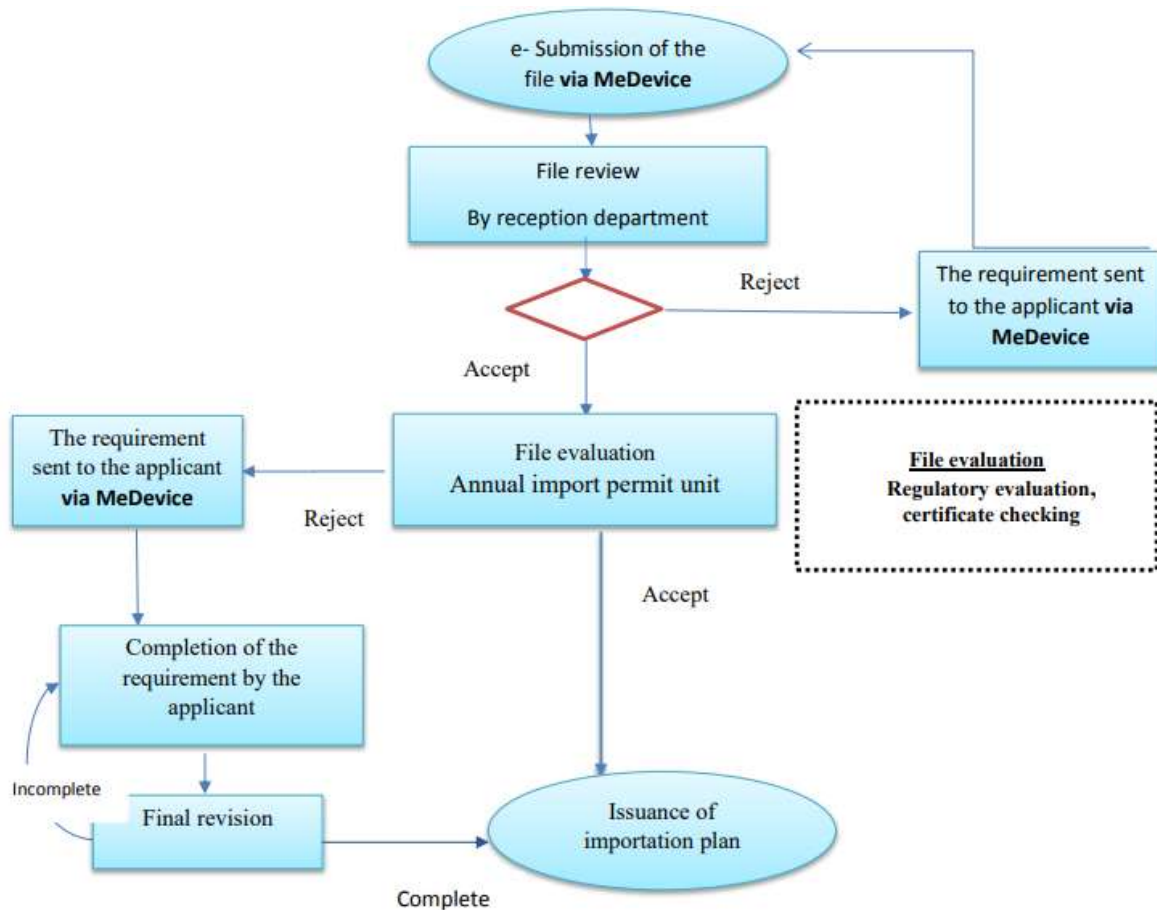 e- Submission of the
file via MeDevice
File review
By reception department
Reject
The requirement sent
to the applicant via
MeDevice
Accept
The requirement
sent to the applicant
via MeDevice
Reject
File evaluation
Annual import permit unit
File evaluation
Regulatory evaluation,
certificate checking
Accept
Completion of the
requirement by the
applicant
Incomplete
Final revision
Issuance of
importation plan
Complete